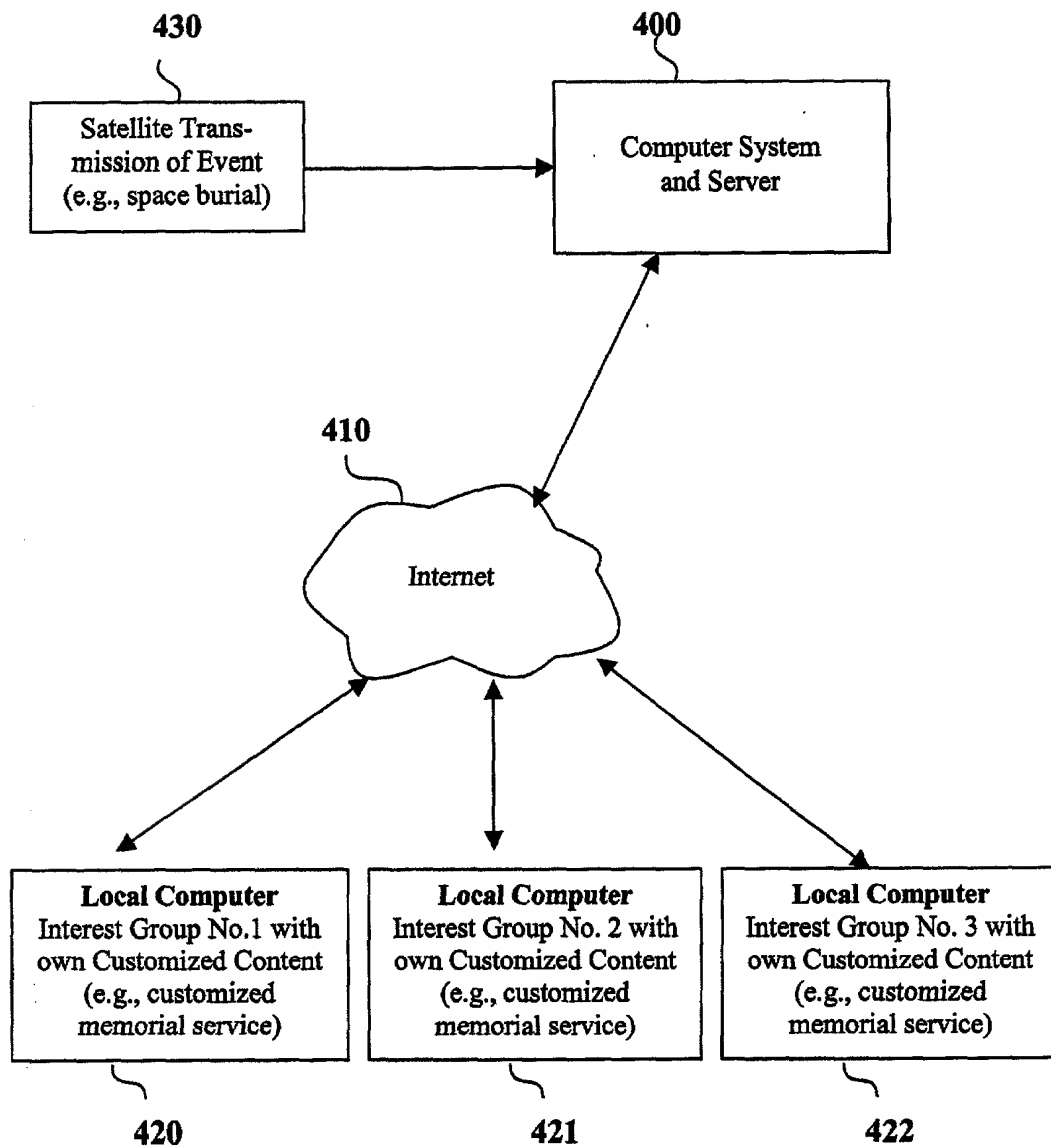 430
400
Satellite Trans-
mission of Event
(e.g., space burial)
Computer System
and Server
410
Internet
Local Computer
Interest Group No.1 with
own Customized Content
(e.g., customized
memorial service)
Local Computer
Interest Group No. 2 with
own Customized Content
(e.g., customized
memorial service)
Local Computer
Interest Group No. 3 with
own Customized Content
(e.g., customized
memorial service)
420
421
422